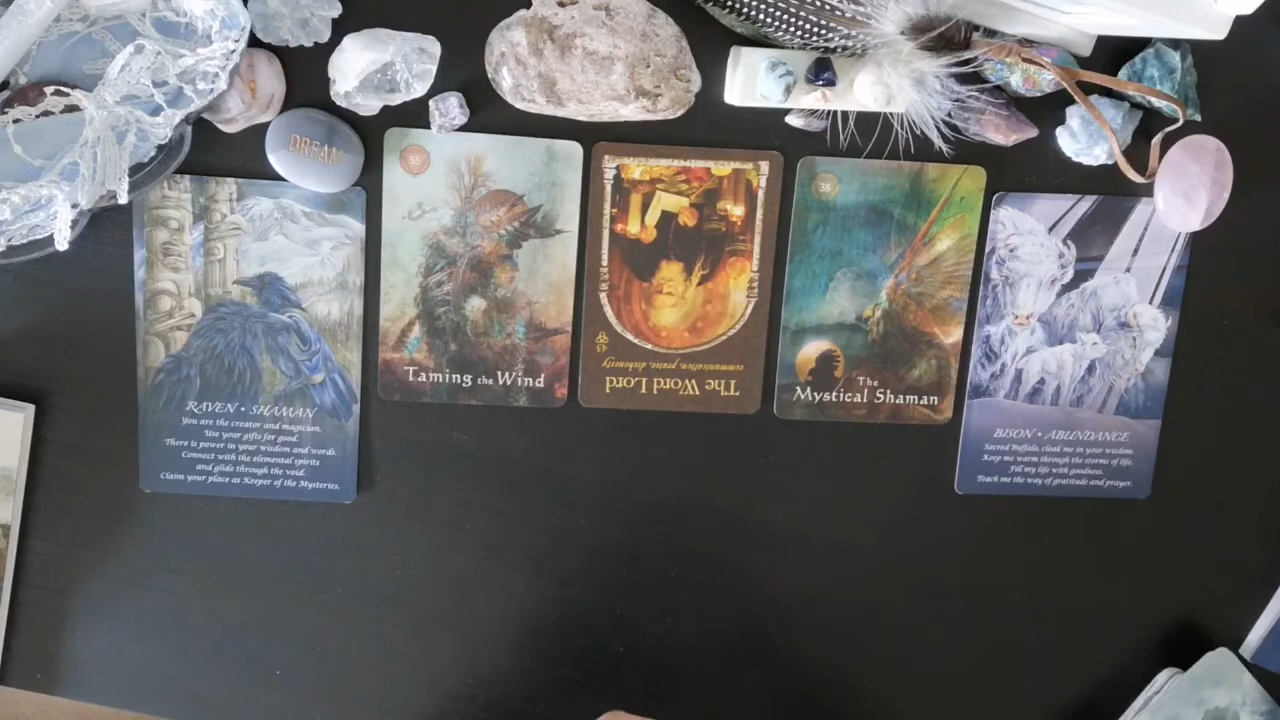 DREAM
RAVEN • SHAMAN
You are the creator and magician.
Use your gifts for good.
There is power in your wisdom and words.
Connect with the elemental spirits
and glide through the void.
Claim your place as Keeper of the Mysteries.
55
Taming the Wind
43
communication, praise, dishonesty
The Word Lord
38
The
Mystical Shaman
BISON • ABUNDANCE
Sacred Buffalo, cloak me in your wisdom.
Keep me warm through the storms of life.
Fill my life with goodness.
Teach me the way of gratitude and prayer.